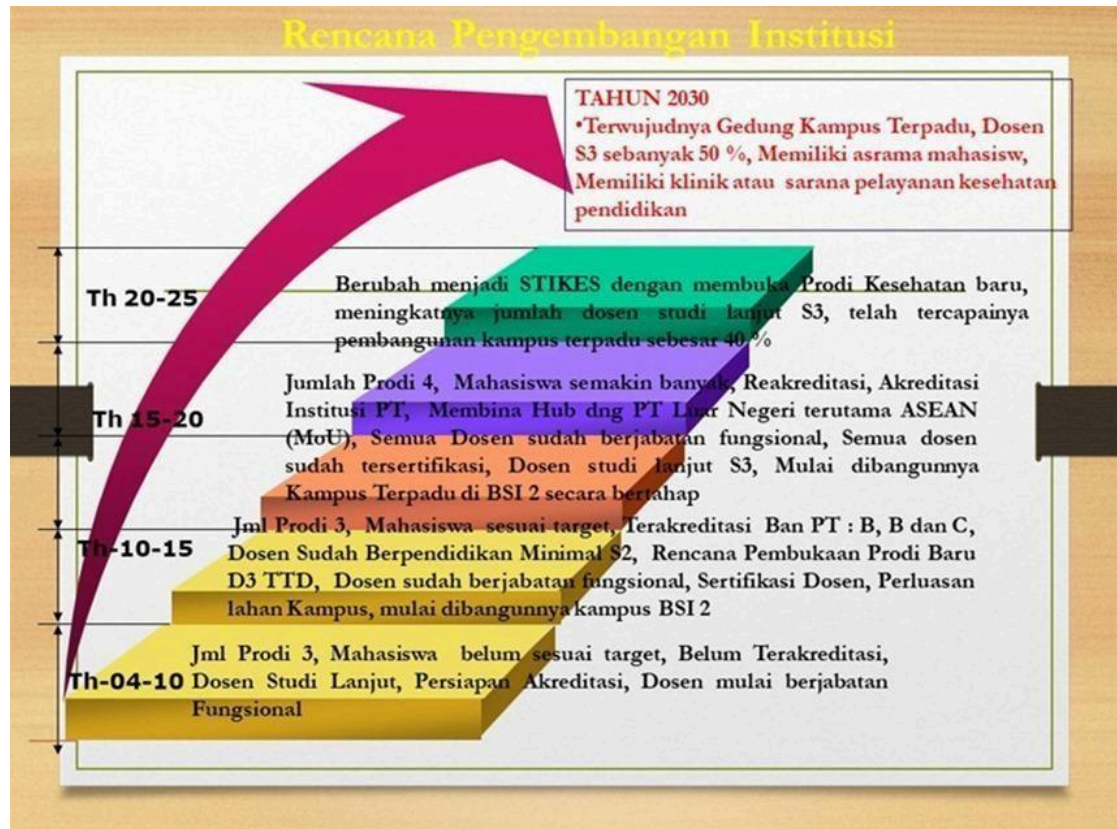 Rencana Pengembangan Institusi
TAHUN 2030
•Terwujudnya Gedung Kampus Terpadu, Dosen
S3 sebanyak 50 %, Memiliki asrama mahasisw,
Memiliki klinik atau sarana pelayanan kesehatan
pendidikan
Th 20-25
Berubah menjadi STIKES dengan membuka Prodi Kesehatan baru,
meningkatnya jumlah dosen studi lanjut S3, telah tercapainya
pembangunan kampus terpadu sebesar 40 %
Th 15-20
Jumlah Prodi 4, Mahasiswa semakin banyak, Reakreditasi, Akreditasi
Institusi PT, Membina Hub dng PT Luar Negeri terutama ASEAN
(MoU), Semua Dosen sudah berjabatan fungsional, Semua dosen
sudah tersertifikasi, Dosen studi lanjut S3, Mulai dibangunnya
Kampus Terpadu di BSI 2 secara bertahap
Th-10-15
Jml Prodi 3, Mahasiswa sesuai target, Terakreditasi Ban PT : B, B dan C,
Dosen Sudah Berpendidikan Minimal S2, Rencana Pembukaan Prodi Baru
D3 TTD, Dosen sudah berjabatan fungsional, Sertifikasi Dosen, Perluasan
lahan Kampus, mulai dibangunnya kampus BSI 2
Th-04-10
Jml Prodi 3, Mahasiswa belum sesuai target, Belum Terakreditasi,
Dosen Studi Lanjut, Persiapan Akreditasi, Dosen mulai berjabatan
Fungsional